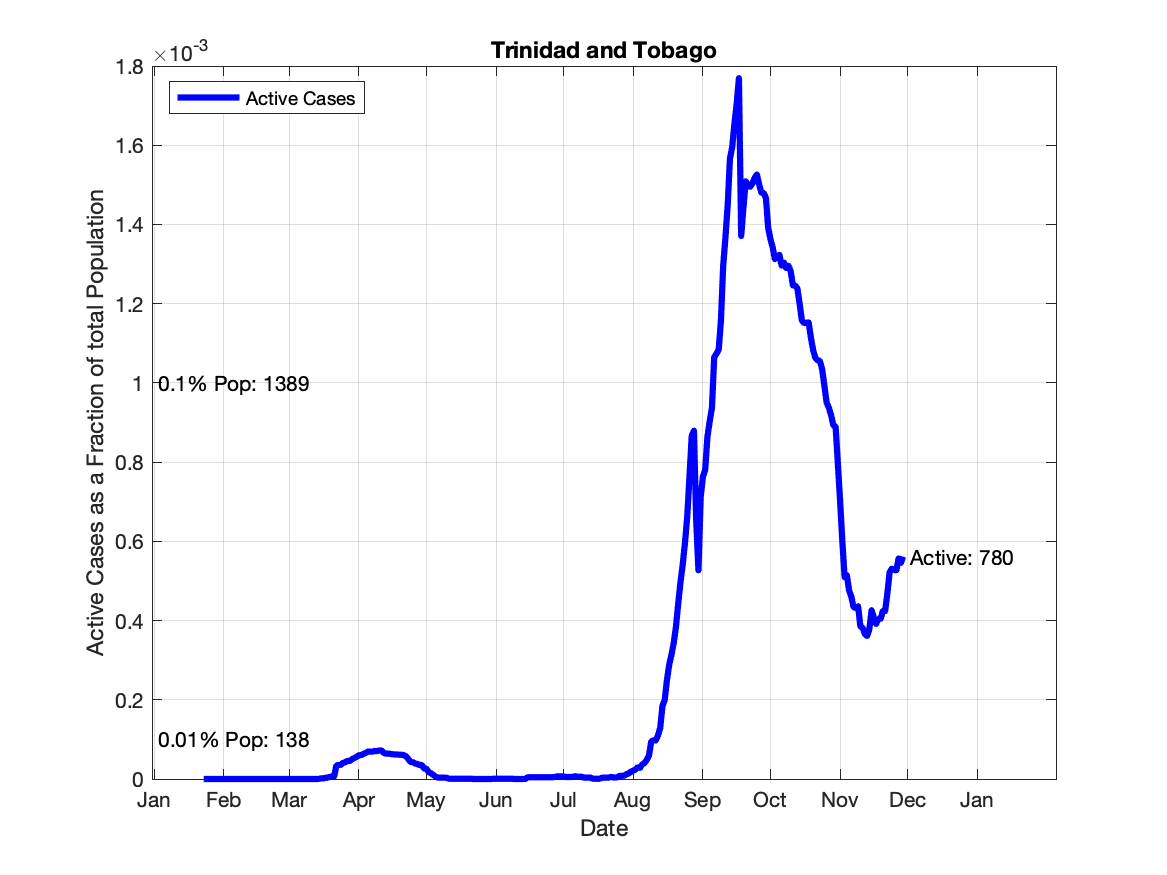 Trinidad and Tobago
×10-3
Active Cases
1.8
1.6
1.4
1.2
1
0.8
0.6
0.4
0.2
0
Active Cases as a Fraction of total Population
0.1% Pop: 1389
0.01% Pop: 138
Active: 780
Jan Feb Mar Apr May Jun Jul Aug Sep Oct Nov Dec Jan
Date